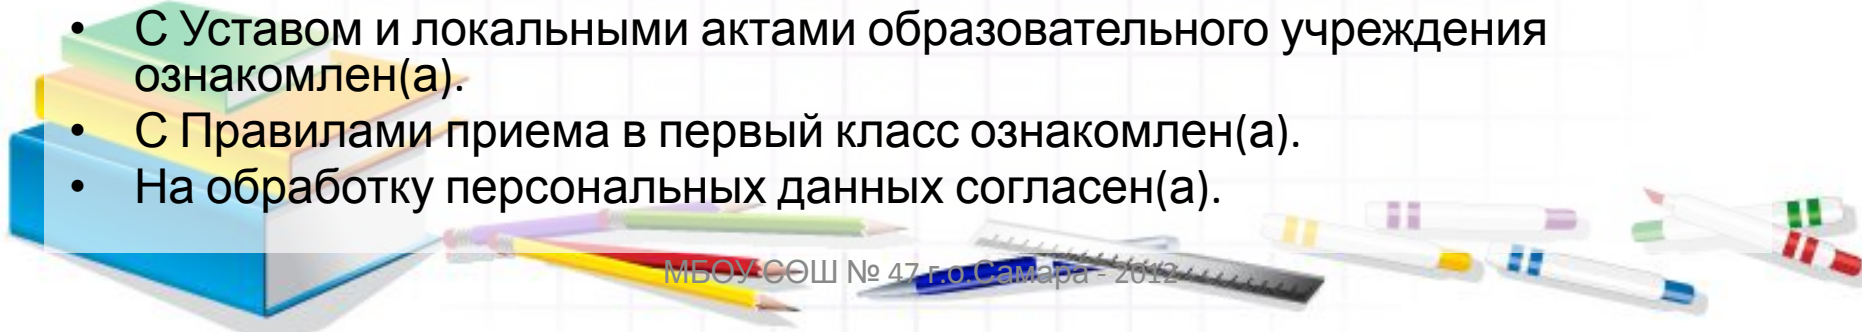 • С Уставом и локальными актами образовательного учреждения
ознакомлен(а).
• С Правилами приема в первый класс ознакомлен(а).
• На обработку персональных данных согласен(а).
МБОУ СОШ № 47 г.о.Самара - 2012